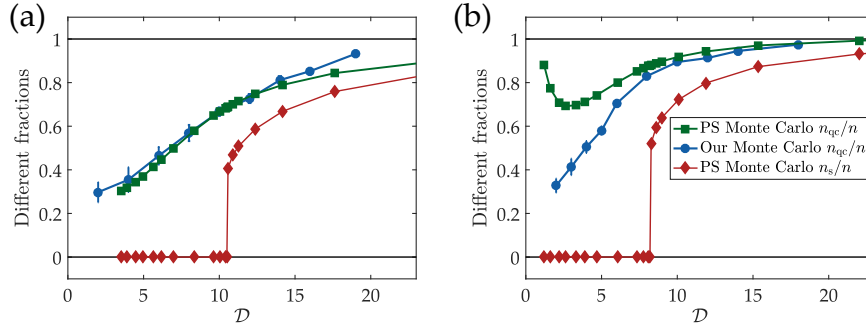 (a)
Different fractions
1
0.8
0.6
0.4
0.2
0
0 5 10 15 20
𝒟
(b)
Different fractions
1
0.8
0.6
0.4
0.2
0
PS Monte Carlo n_qc/n
Our Monte Carlo n_qc/n
PS Monte Carlo n_s/n
0 5 10 15 20
𝒟